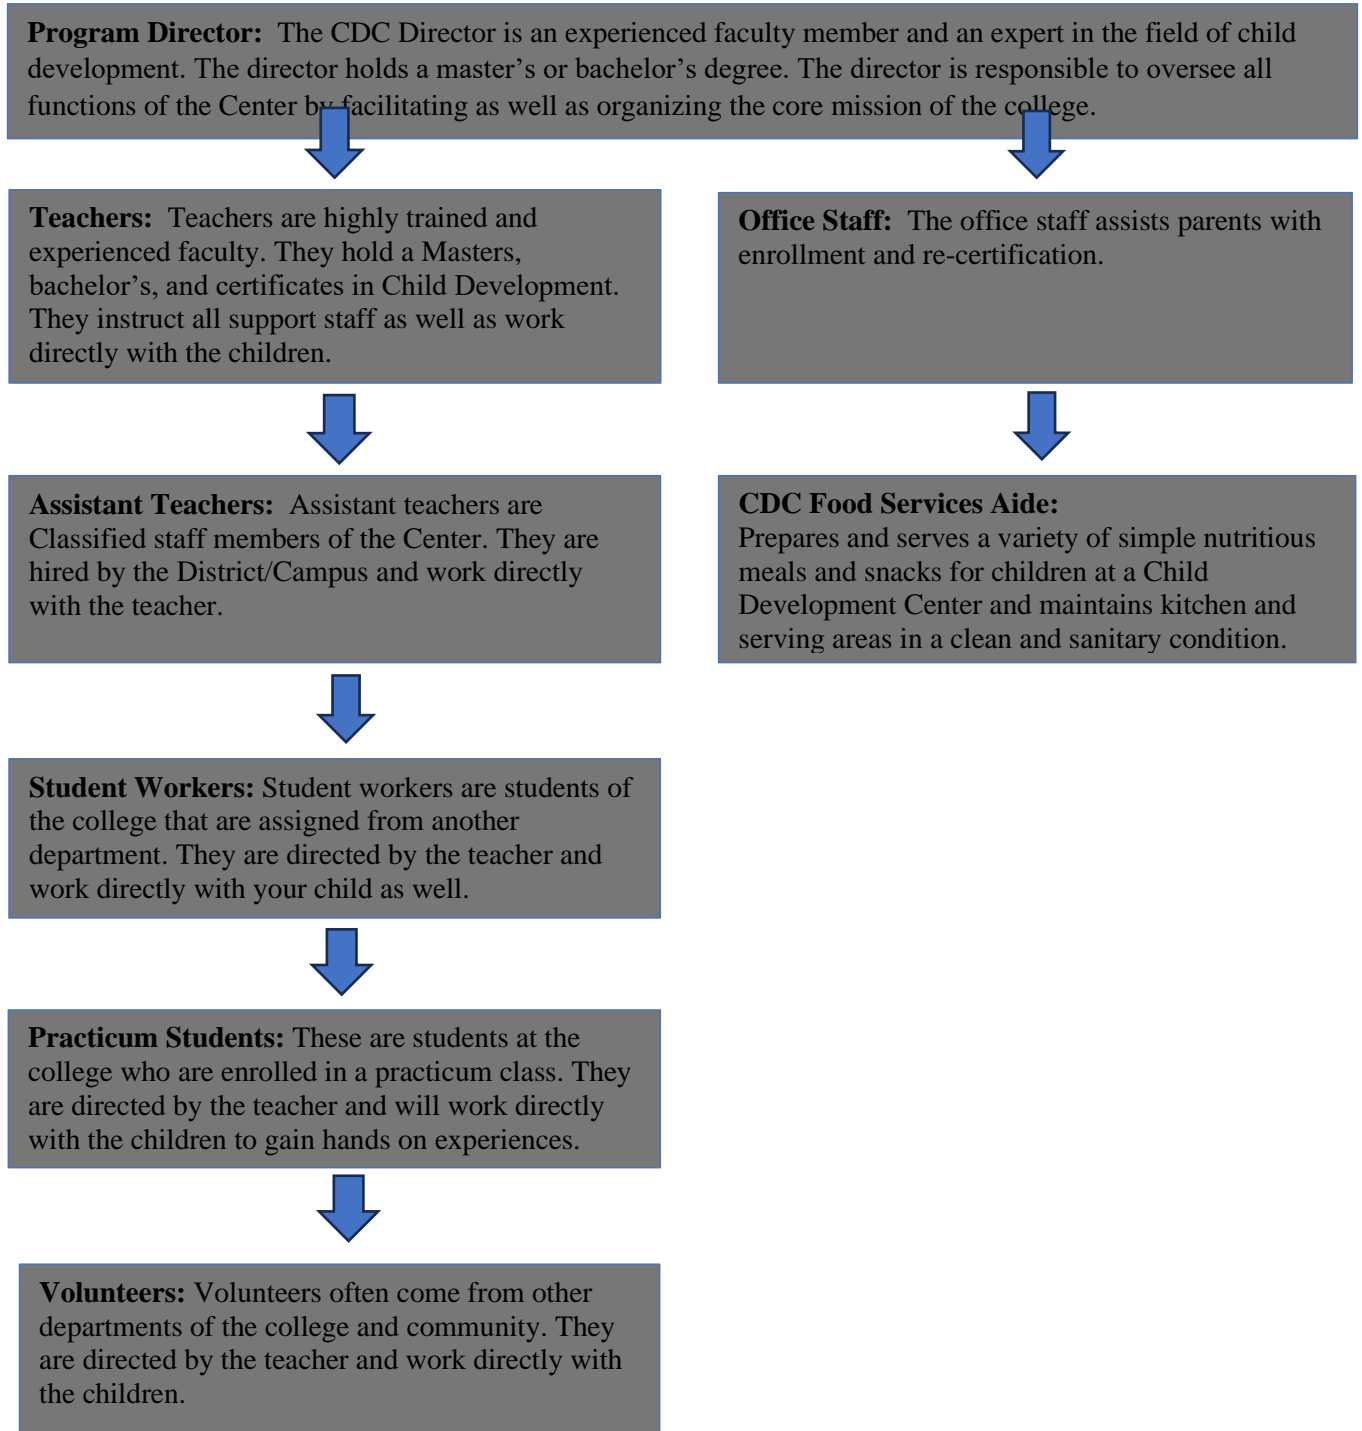 Program Director: The CDC Director is an experienced faculty member and an expert in the field of child
development. The director holds a master’s or bachelor’s degree. The director is responsible to oversee all
functions of the Center by facilitating as well as organizing the core mission of the college.
Teachers: Teachers are highly trained and
experienced faculty. They hold a Masters,
bachelor’s, and certificates in Child Development.
They instruct all support staff as well as work
directly with the children.
Office Staff: The office staff assists parents with
enrollment and re-certification.
Assistant Teachers: Assistant teachers are
Classified staff members of the Center. They are
hired by the District/Campus and work directly
with the teacher.
CDC Food Services Aide:
Prepares and serves a variety of simple nutritious
meals and snacks for children at a Child
Development Center and maintains kitchen and
serving areas in a clean and sanitary condition.
Student Workers: Student workers are students of
the college that are assigned from another
department. They are directed by the teacher and
work directly with your child as well.
Practicum Students: These are students at the
college who are enrolled in a practicum class. They
are directed by the teacher and will work directly
with the children to gain hands on experiences.
Volunteers: Volunteers often come from other
departments of the college and community. They
are directed by the teacher and work directly with
the children.